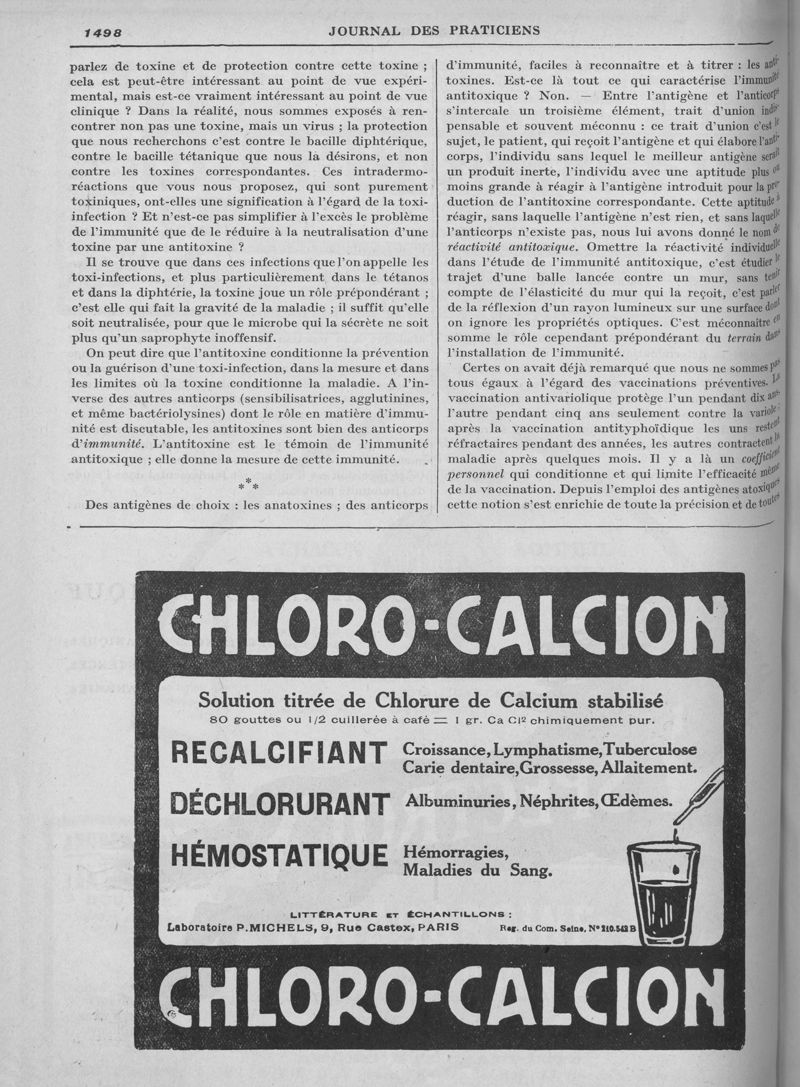 1498
JOURNAL DES PRATICIENS
parlez de toxine et de protection contre cette toxine ;
cela est peut-être intéressant au point de vue expéri-
mental, mais est-ce vraiment intéressant au point de vue
clinique ? Dans la réalité, nous sommes exposés à ren-
contrer non pas une toxine, mais un virus ; la protection
que nous recherchons c'est contre le bacille diphtérique,
contre le bacille tétanique que nous la désirons, et non
contre les toxines correspondantes. Ces intradermo-
réactions que vous nous proposez, qui sont purement
toxiniques, ont-elles une signification à l'égard de la toxi-
infection ? Et n'est-ce pas simplifier à l'excès le problème
de l'immunité que de le réduire à la neutralisation d'une
toxine par une antitoxine ?
Il se trouve que dans ces infections que l'on appelle les
toxi-infections, et plus particulièrement dans le tétanos
et dans la diphtérie, la toxine joue un rôle prépondérant ;
c'est elle qui fait la gravité de la maladie ; il suffit qu'elle
soit neutralisée, pour que le microbe qui la sécrète ne soit
plus qu'un saprophyte inoffensif.
On peut dire que l'antitoxine conditionne la prévention
ou la guérison d'une toxi-infection, dans la mesure et dans
les limites où la toxine conditionne la maladie. A l'in-
verse des autres anticorps (sensibilisatrices, agglutinines,
et même bactériolysines) dont le rôle en matière d'immu-
nité est discutable, les antitoxines sont bien des anticorps
d'immunité. L'antitoxine est le témoin de l'immunité
antitoxique ; elle donne la mesure de cette immunité.
*
* *
Des antigènes de choix : les anatoxines ; des anticorps
d'immunité, faciles à reconnaître et à titrer : les anti-
toxines. Est-ce là tout ce qui caractérise l'immunité
antitoxique ? Non. — Entre l'antigène et l'anticorps
s'intercale un troisième élément, trait d'union indis-
pensable et souvent méconnu : ce trait d'union c'est le
sujet, le patient, qui reçoit l'antigène et qui élabore l'anti-
corps, l'individu sans lequel le meilleur antigène serait
un produit inerte, l'individu avec une aptitude plus ou
moins grande à réagir à l'antigène introduit pour la pro-
duction de l'antitoxine correspondante. Cette aptitude à
réagir, sans laquelle l'antigène n'est rien, et sans laquelle
l'anticorps n'existe pas, nous lui avons donné le nom de
réactivité antitoxique. Omettre la réactivité individuelle
dans l'étude de l'immunité antitoxique, c'est étudier le
trajet d'une balle lancée contre un mur, sans tenir
compte de l'élasticité du mur qui la reçoit, c'est parler
de la réflexion d'un rayon lumineux sur une surface dont
on ignore les propriétés optiques. C'est méconnaître en
somme le rôle cependant prépondérant du terrain dans
l'installation de l'immunité.
Certes on avait déjà remarqué que nous ne sommes pas
tous égaux à l'égard des vaccinations préventives. La
vaccination antivariolique protège l'un pendant dix ans,
l'autre pendant cinq ans seulement contre la variole ;
après la vaccination antityphoïdique les uns restent
réfractaires pendant des années, les autres contractent la
maladie après quelques mois. Il y a là un coefficient
personnel qui conditionne et qui limite l'efficacité même
de la vaccination. Depuis l'emploi des antigènes atoxiques
cette notion s'est enrichie de toute la précision et de toutes
CHLORO-CALCION
Solution titrée de Chlorure de Calcium stabilisé
80 gouttes ou 1/2 cuillerée à café = 1 gr. Ca Cl² chimiquement pur.
RECALCIFIANT
Croissance, Lymphatisme, Tuberculose
Carie dentaire, Grossesse, Allaitement.
DÉCHLORURANT
Albuminuries, Néphrites, Œdèmes.
HÉMOSTATIQUE
Hémorragies,
Maladies du Sang.
LITTÉRATURE ET ÉCHANTILLONS :
Laboratoire P. MICHELS, 9, Rue Castex, PARIS
Reg. du Com. Seine, N° 210.542 B
CHLORO-CALCION